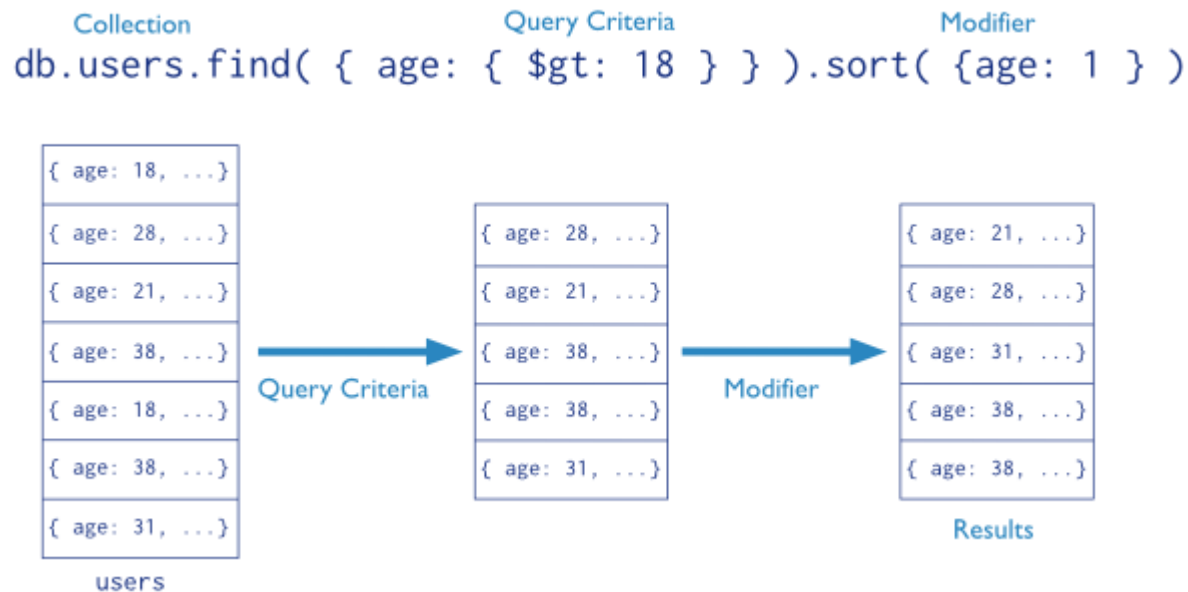 Collection Query Criteria Modifier
db.users.find( { age: { $gt: 18 } } ).sort( {age: 1 } )
{ age: 18, ...}
{ age: 28, ...}
{ age: 21, ...}
{ age: 38, ...}
{ age: 18, ...}
{ age: 38, ...}
{ age: 31, ...}
users
Query Criteria
{ age: 28, ...}
{ age: 21, ...}
{ age: 38, ...}
{ age: 38, ...}
{ age: 31, ...}
Modifier
{ age: 21, ...}
{ age: 28, ...}
{ age: 31, ...}
{ age: 38, ...}
{ age: 38, ...}
Results